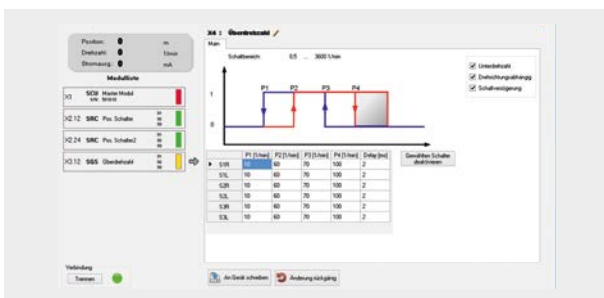 Position: 0 m
Drehzahl: 0 1/min
Stromausg.: 0 mA
Modulliste
X1 SCU Master Modul
X2.12 SRC Pos. Schalter
X2.24 SRC Pos. Schalter2
X3.12 SGS Überdrehzahl
Verbindung
Trennen
X4 : Überdrehzahl
Main
Schaltbereich: 0,5 ... 3600 1/min
1
0
P1 P2 P3 P4
Unterdrehzahl
Drehrichtungsabhängig
Schaltverzögerung
P1 [1/min] P2 [1/min] P3 [1/min] P4 [1/min] Delay [ms]
S1R 10 60 70 100 2
S1L 10 60 70 100 2
S2R 10 60 70 100 2
S2L 10 60 70 100 2
S3R 10 60 70 100 2
S3L 10 60 70 100 2
Gewählten Schalter
deaktivieren
An Gerät schreiben
Änderung rückgängig